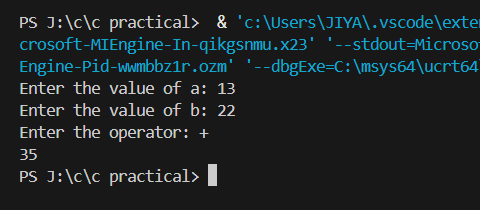 PS J:\c\c practical>  & 'c:\Users\JIYA\.vscode\exten
crosoft-MIEngine-In-qikgsnmu.x23' '--stdout=Microsof
Engine-Pid-wwmbbz1r.ozm' '--dbgExe=C:\msys64\ucrt64
Enter the value of a: 13
Enter the value of b: 22
Enter the operator: +
35
PS J:\c\c practical>